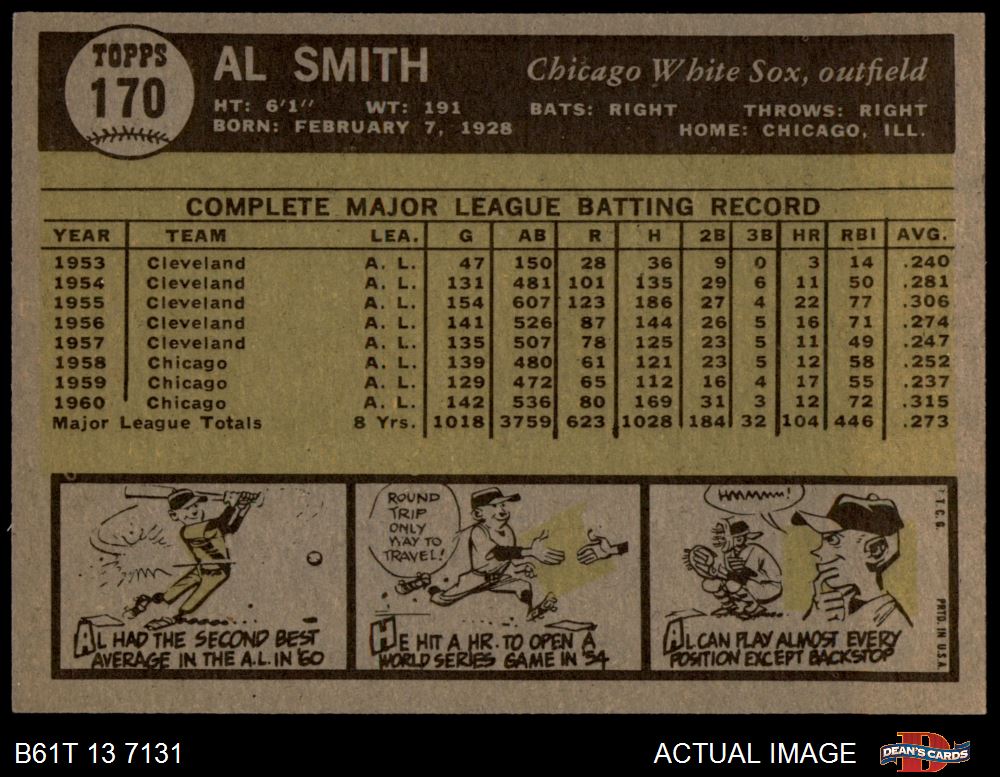 TOPPS
170
AL SMITH
Chicago White Sox, outfield
HT: 6'1" WT: 191 BATS: RIGHT THROWS: RIGHT
BORN: FEBRUARY 7, 1928 HOME: CHICAGO, ILL.
COMPLETE MAJOR LEAGUE BATTING RECORD
YEAR TEAM LEA. G AB R H 2B 3B HR RBI AVG.
1953 Cleveland A. L. 47 150 28 36 9 0 3 14 .240
1954 Cleveland A. L. 131 481 101 135 29 6 11 50 .281
1955 Cleveland A. L. 154 607 123 186 27 4 22 77 .306
1956 Cleveland A. L. 141 526 87 144 26 5 16 71 .274
1957 Cleveland A. L. 135 507 78 125 23 5 11 49 .247
1958 Chicago A. L. 139 480 61 121 23 5 12 58 .252
1959 Chicago A. L. 129 472 65 112 16 4 17 55 .237
1960 Chicago A. L. 142 536 80 169 31 3 12 72 .315
Major League Totals 8 Yrs. 1018 3759 623 1028 184 32 104 446 .273
AL HAD THE SECOND BEST
AVERAGE IN THE A.L. IN '60
ROUND
TRIP
ONLY
WAY TO
TRAVEL!
HE HIT A HR. TO OPEN A
WORLD SERIES GAME IN '54
HMMMMM!
AL CAN PLAY ALMOST EVERY
POSITION EXCEPT BACKSTOP
T. C. G.
PRTD. IN U.S.A.
B61T 13 7131
ACTUAL IMAGE
DEAN'S CARDS